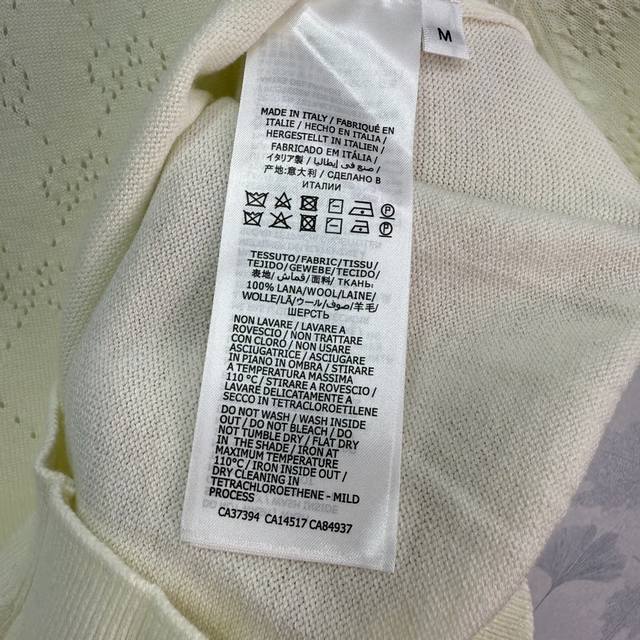 M
MADE IN ITALY / FABRIQUÉ EN
ITALIE / HECHO EN ITALIA /
HERGESTELLT IN ITALIEN /
FABRICADO EM ITÁLIA /
イタリア製 / صنع في إيطاليا /
产地:意大利 / СДЕЛАНО В
ИТАЛИИ
TESSUTO/FABRIC/TISSU/
TEJIDO/GEWEBE/TECIDO/
表地/قماش/面料/ ТКАНЬ:
100% LANA/WOOL/LAINE/
WOLLE/LÃ/ウール/صوف/羊毛/
ШЕРСТЬ
NON LAVARE / LAVARE A
ROVESCIO / NON TRATTARE
CON CLORO / NON USARE
ASCIUGATRICE / ASCIUGARE
IN PIANO IN OMBRA / STIRARE
A TEMPERATURA MASSIMA
110 °C / STIRARE A ROVESCIO /
LAVARE DELICATAMENTE A
SECCO IN TETRACLOROETILENE
DO NOT WASH / WASH INSIDE
OUT / DO NOT BLEACH / DO
NOT TUMBLE DRY / FLAT DRY
IN THE SHADE / IRON AT
MAXIMUM TEMPERATURE
110°C / IRON INSIDE OUT /
DRY CLEANING IN
TETRACHLOROETHENE - MILD
PROCESS
CA37394 CA14517 CA84937